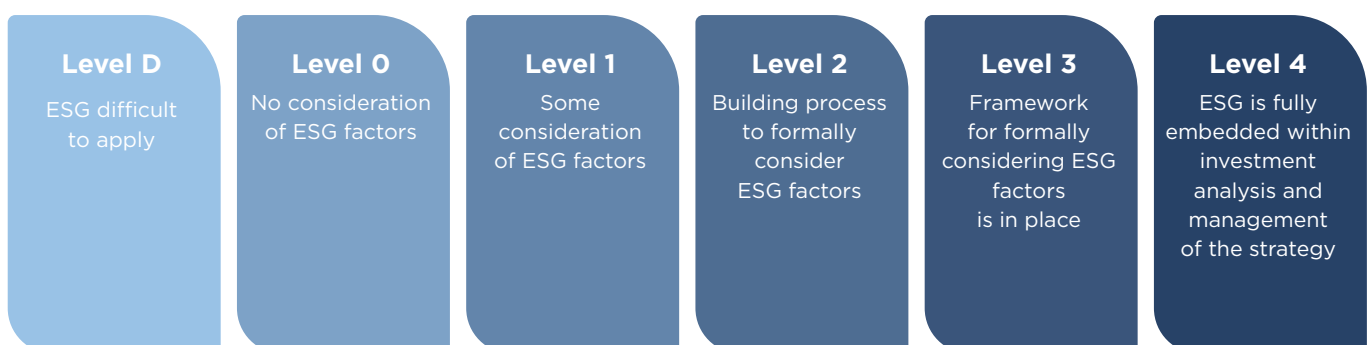 Level D
ESG difficult
to apply
Level 0
No consideration
of ESG factors
Level 1
Some
consideration
of ESG factors
Level 2
Building process
to formally
consider
ESG factors
Level 3
Framework
for formally
considering ESG
factors
is in place
Level 4
ESG is fully
embedded within
investment
analysis and
management
of the strategy